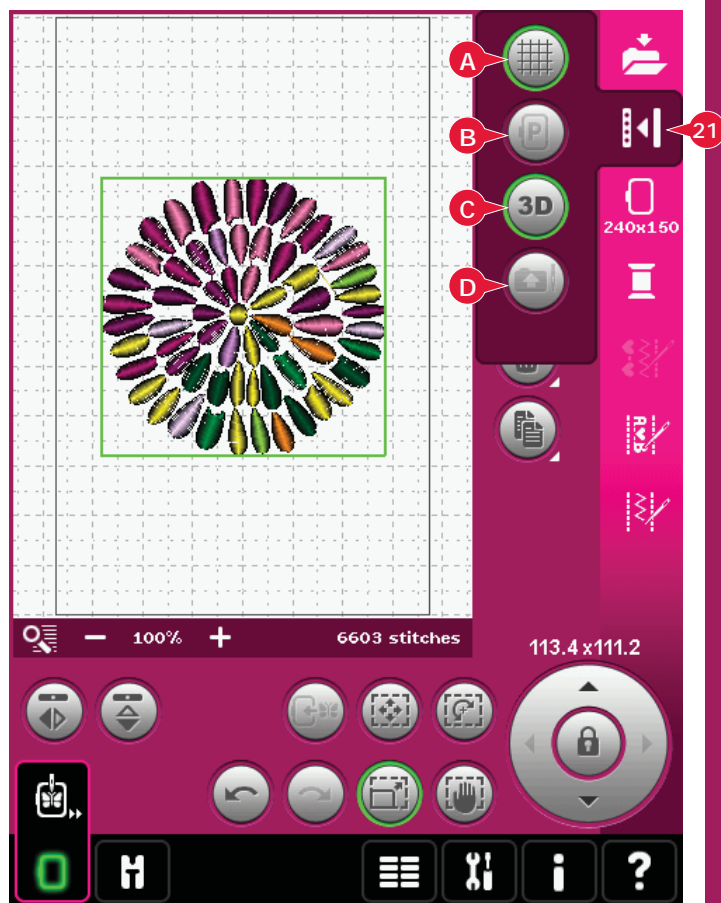 A
B
P
C
3D
D
21
240x150
A♥B
100%
6603 stitches
113.4 x111.2
i
?